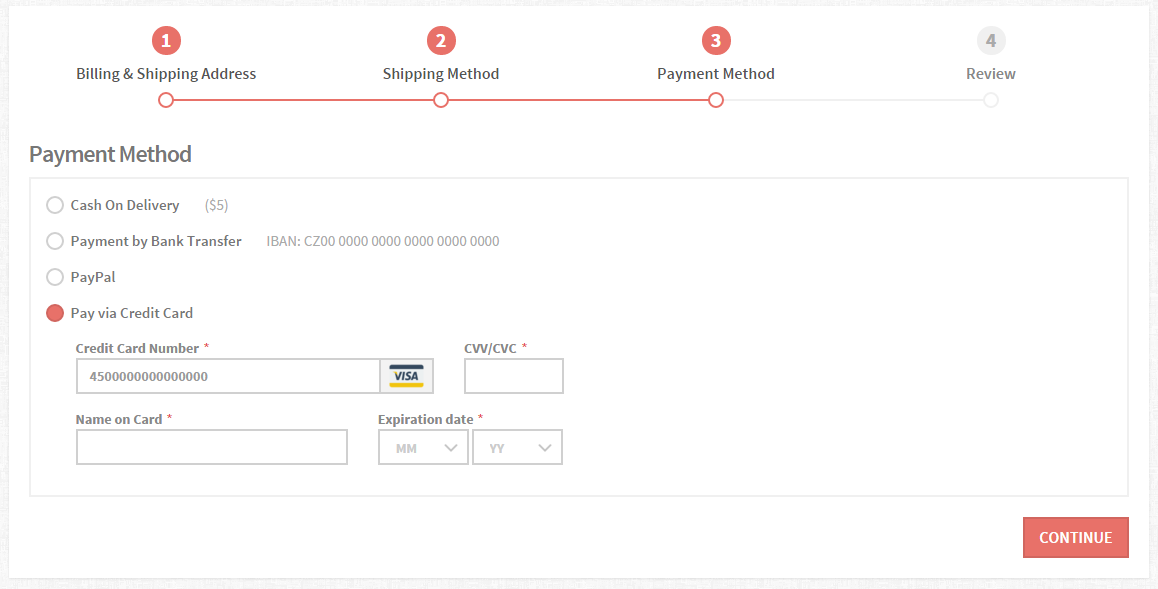 1 2 3 4
Billing & Shipping Address Shipping Method Payment Method Review
Payment Method
Cash On Delivery ($5)
Payment by Bank Transfer IBAN: CZ00 0000 0000 0000 0000 0000
PayPal
Pay via Credit Card
Credit Card Number * CVV/CVC *
4500000000000000 VISA
Name on Card * Expiration date *
MM YY
CONTINUE